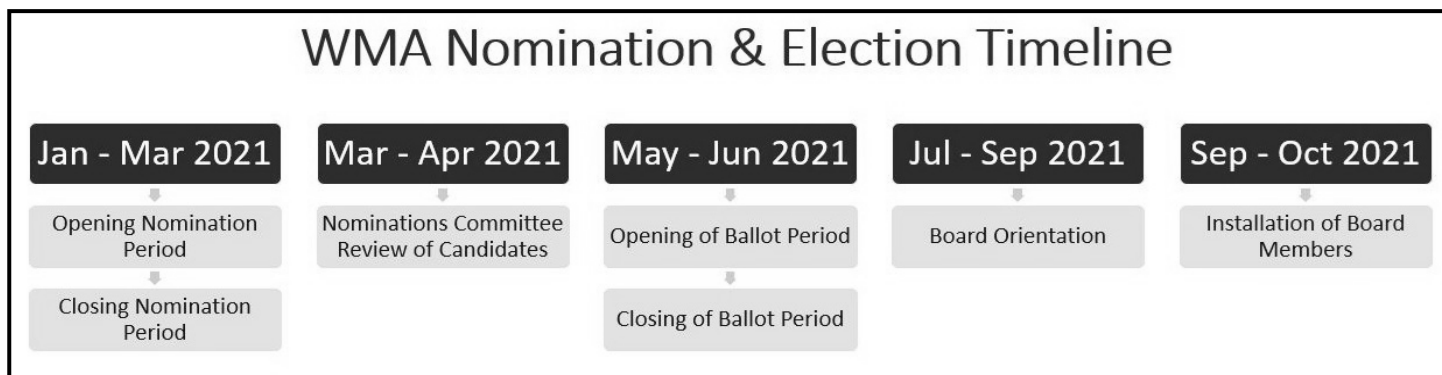 WMA Nomination & Election Timeline
Jan - Mar 2021
Opening Nomination
Period
Closing Nomination
Period
Mar - Apr 2021
Nominations Committee
Review of Candidates
May - Jun 2021
Opening of Ballot Period
Closing of Ballot Period
Jul - Sep 2021
Board Orientation
Sep - Oct 2021
Installation of Board
Members